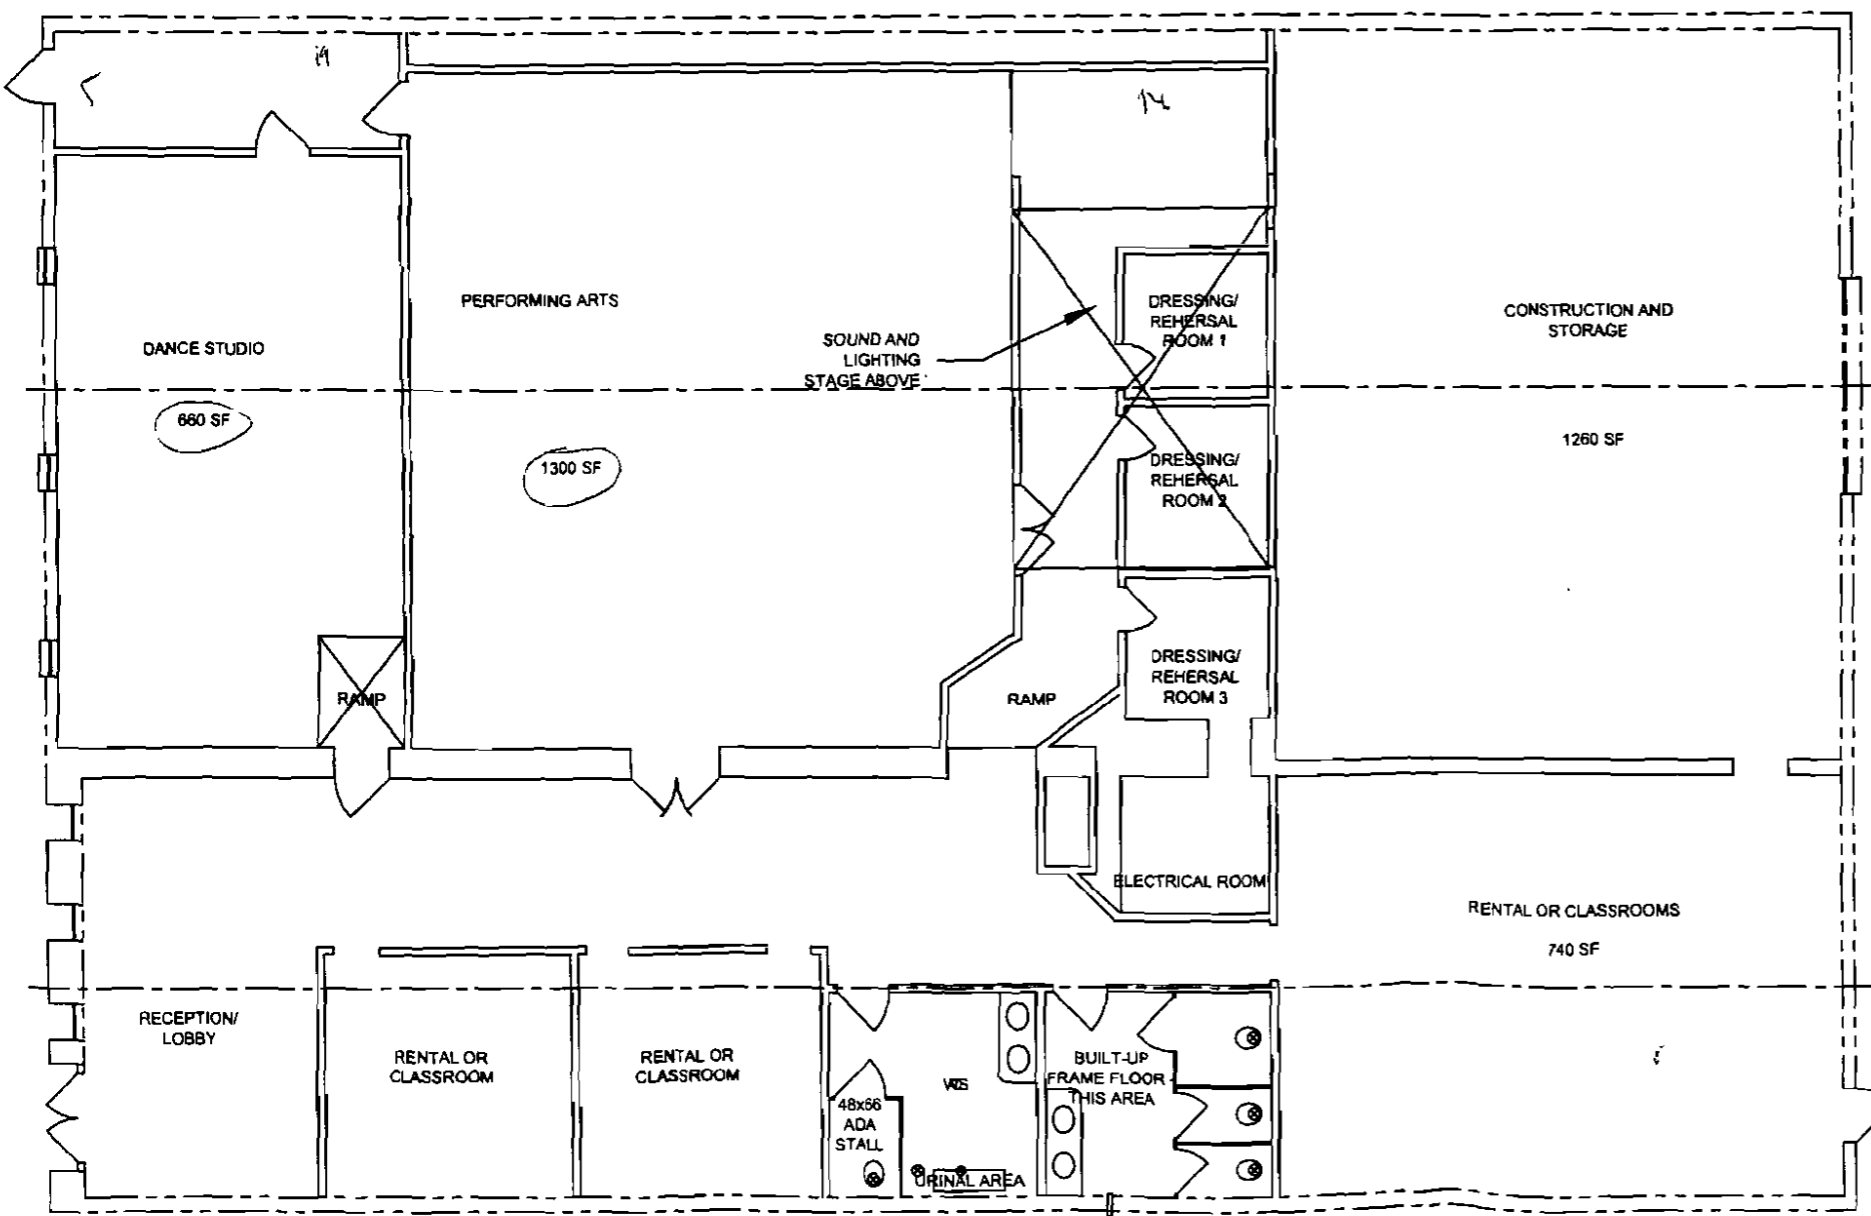 19
14
PERFORMING ARTS
DRESSING/
REHERSAL
ROOM 1
CONSTRUCTION AND
STORAGE
DANCE STUDIO
SOUND AND
LIGHTING
STAGE ABOVE
660 SF
1300 SF
1260 SF
DRESSING/
REHERSAL
ROOM 2
RAMP
RAMP
DRESSING/
REHERSAL
ROOM 3
ELECTRICAL ROOM
RENTAL OR CLASSROOMS
740 SF
RECEPTION/
LOBBY
RENTAL OR
CLASSROOM
RENTAL OR
CLASSROOM
48x66
ADA
STALL
BUILT-UP
FRAME FLOOR
THIS AREA
URINAL AREA